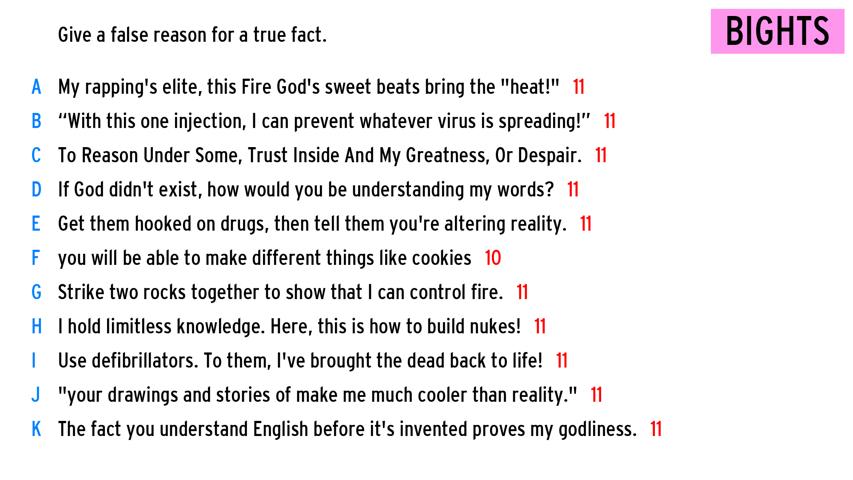 Give a false reason for a true fact.
BIGHTS
A My rapping's elite, this Fire God's sweet beats bring the "heat!" 11
B “With this one injection, I can prevent whatever virus is spreading!” 11
C To Reason Under Some, Trust Inside And My Greatness, Or Despair. 11
D If God didn't exist, how would you be understanding my words? 11
E Get them hooked on drugs, then tell them you're altering reality. 11
F you will be able to make different things like cookies 10
G Strike two rocks together to show that I can control fire. 11
H I hold limitless knowledge. Here, this is how to build nukes! 11
I Use defibrillators. To them, I've brought the dead back to life! 11
J "your drawings and stories of make me much cooler than reality." 11
K The fact you understand English before it's invented proves my godliness. 11